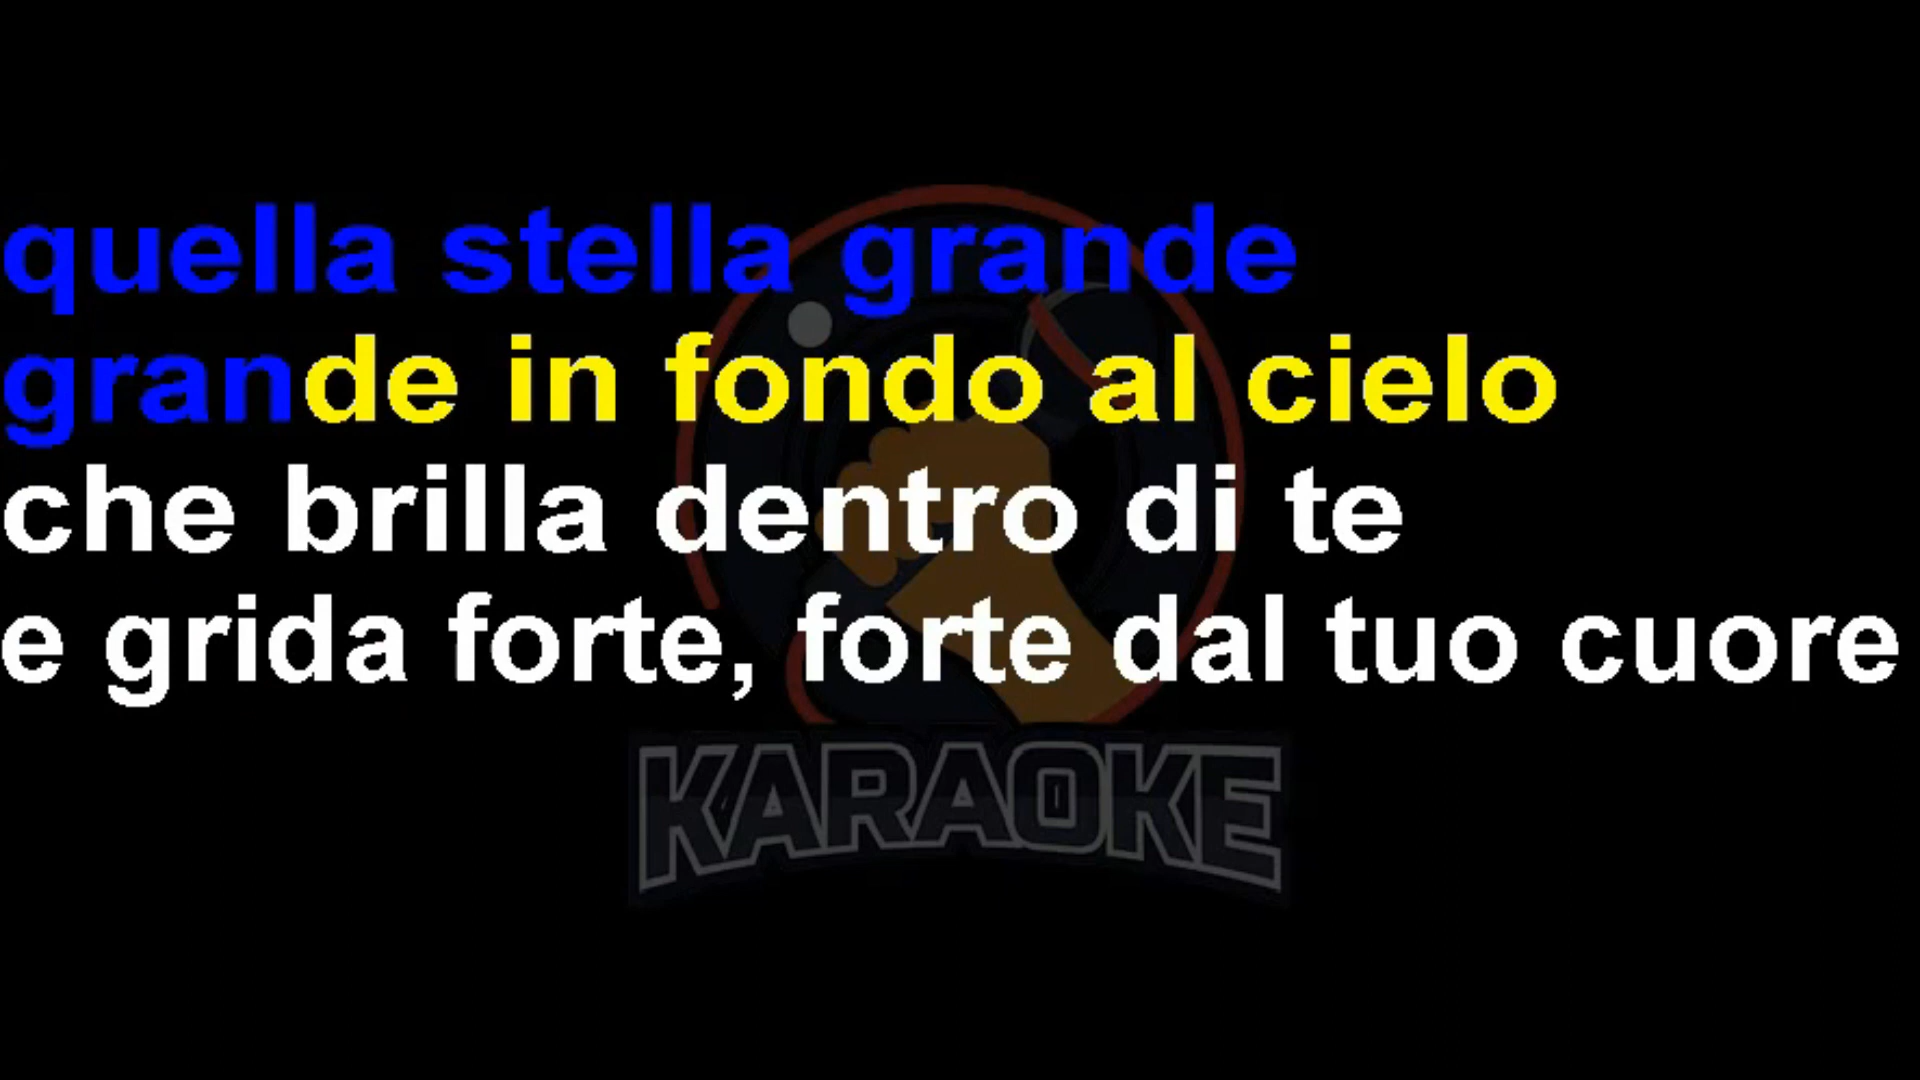 quella stella grande
grande in fondo al cielo
che brilla dentro di te
e grida forte, forte dal tuo cuore
KARAOKE